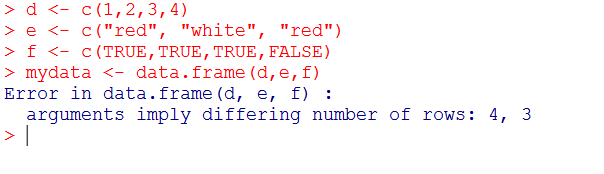 > d <- c(1,2,3,4)
> e <- c("red", "white", "red")
> f <- c(TRUE,TRUE,TRUE,FALSE)
> mydata <- data.frame(d,e,f)
Error in data.frame(d, e, f) :
  arguments imply differing number of rows: 4, 3
>